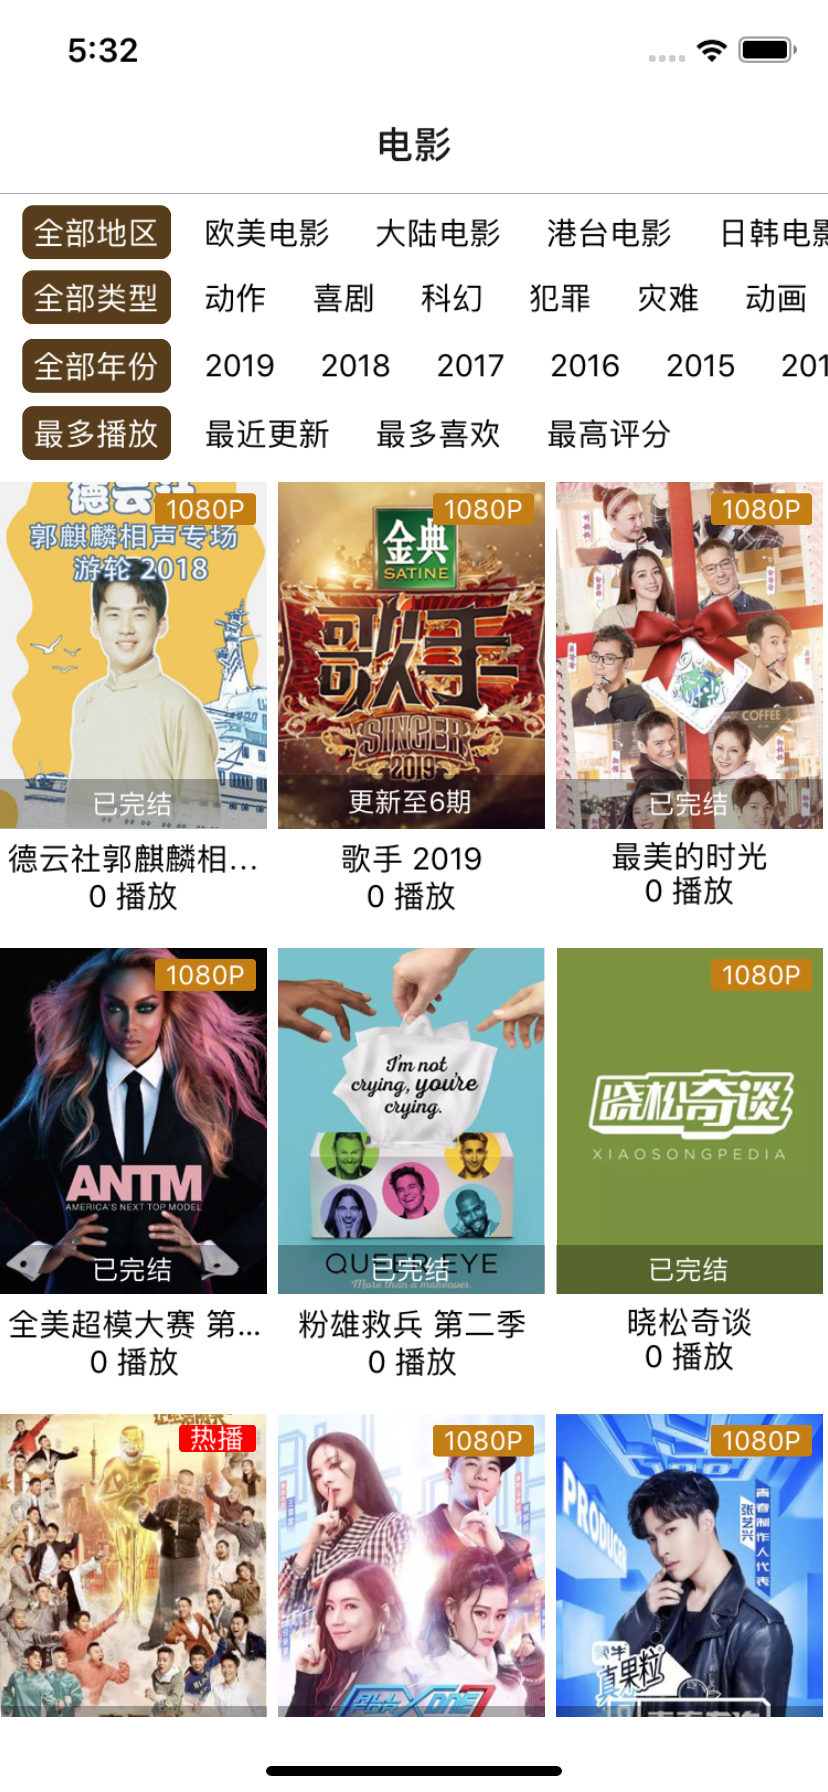 5:32
电影
全部地区 欧美电影 大陆电影 港台电影 日韩电影
全部类型 动作 喜剧 科幻 犯罪 灾难 动画
全部年份 2019 2018 2017 2016 2015 201
最多播放 最近更新 最多喜欢 最高评分
德云社
1080P
郭麒麟相声专场
游轮 2018
已完结
1080P
金典
SATINE
歌手
SINGER
2019
更新至6期
1080P
COFFEE
已完结
德云社郭麒麟相...
0 播放
歌手 2019
0 播放
最美的时光
0 播放
1080P
ANTM
AMERICA'S NEXT TOP MODEL
已完结
I'm not
crying, you're
crying.
QUEER EYE
已完结
More than a makeover.
1080P
晓松奇谈
XIAOSONGPEDIA
已完结
全美超模大赛 第...
0 播放
粉雄救兵 第二季
0 播放
晓松奇谈
0 播放
热播
1080P
ALL FOR X ONE
1080P
PRODUCER
青春制作人代表
张艺兴
真果粒